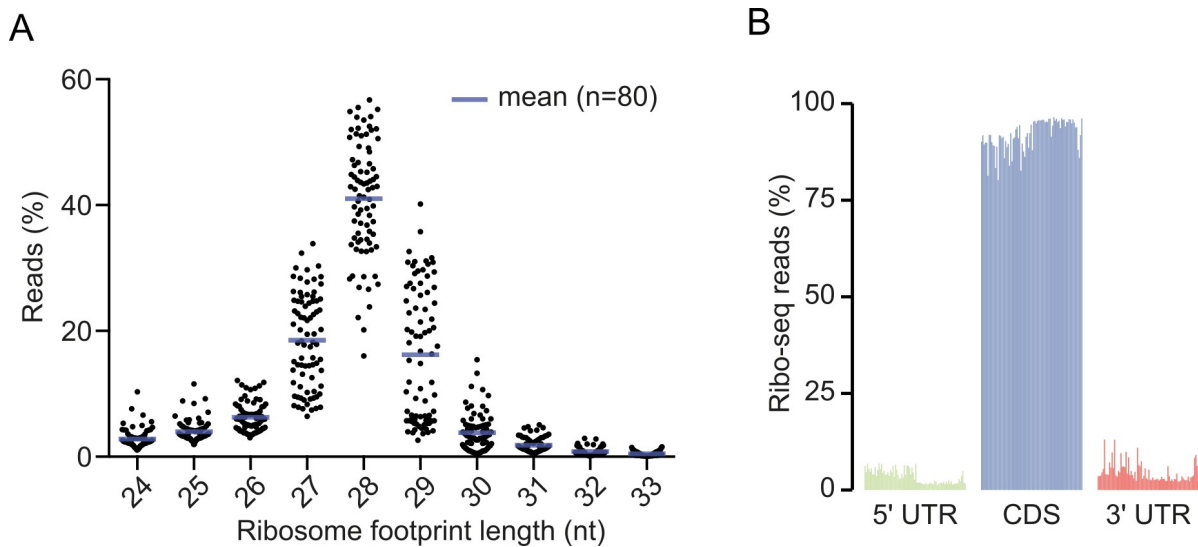 A
Reads (%)
60
40
20
0
mean (n=80)
24 25 26 27 28 29 30 31 32 33
Ribosome footprint length (nt)
B
Ribo-seq reads (%)
100
75
50
25
0
5' UTR CDS 3' UTR